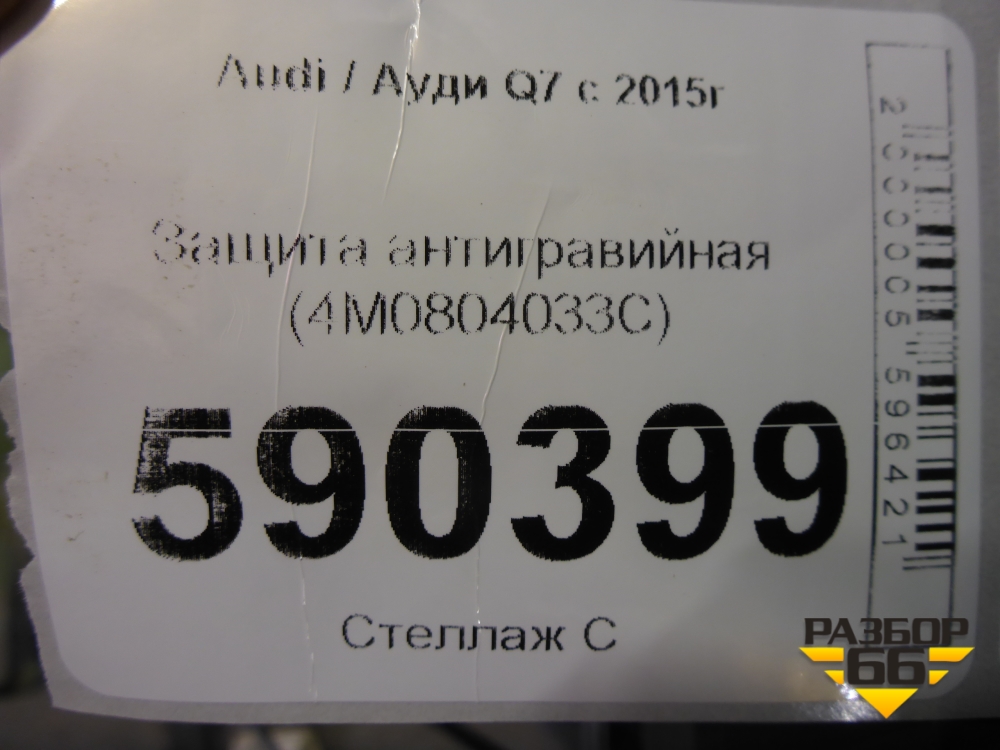 Audi / Ауди Q7 с 2015г
Защита антигравийная
(4M0804033C)
590399
Стеллаж С
2000005596421
РАЗБОР
66